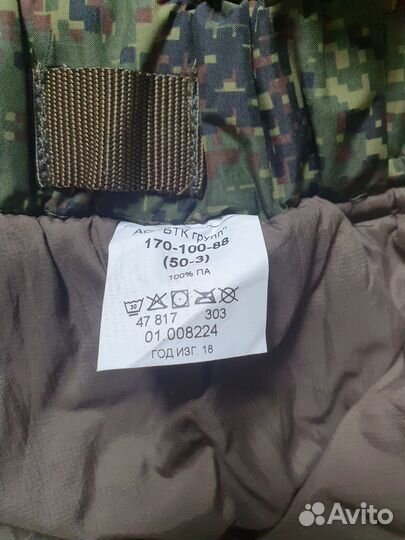 АО "БТК групп"
170-100-88
(50-3)
100% ПА
30
47 817 303
01.008224
ГОД ИЗГ. 18
Avito